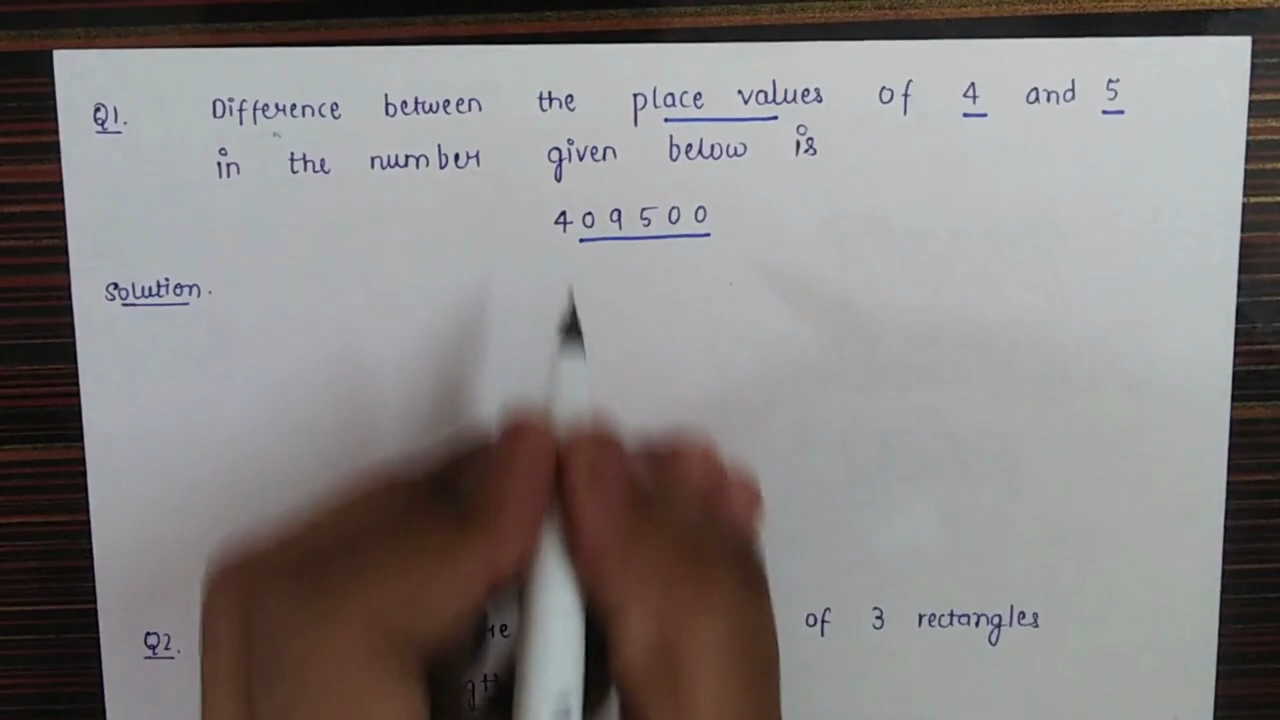 Q1. Difference between the place values of 4 and 5
in the number given below is
409500
Solution.
Q2. of 3 rectangles